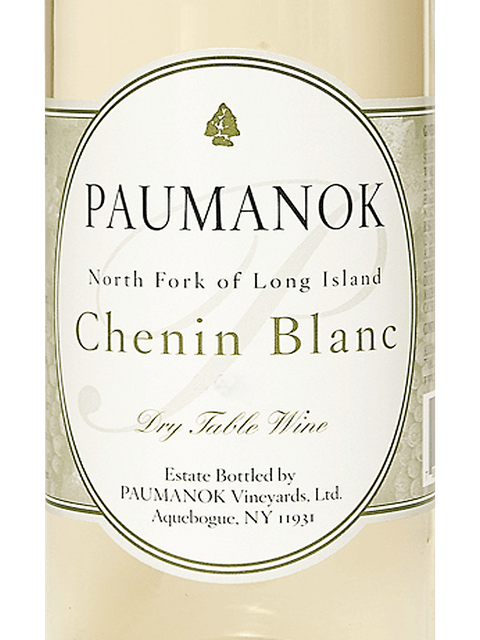 PAUMANOK
North Fork of Long Island
Chenin Blanc
Dry Table Wine
Estate Bottled by
PAUMANOK Vineyards, Ltd.
Aquebogue, NY 11931